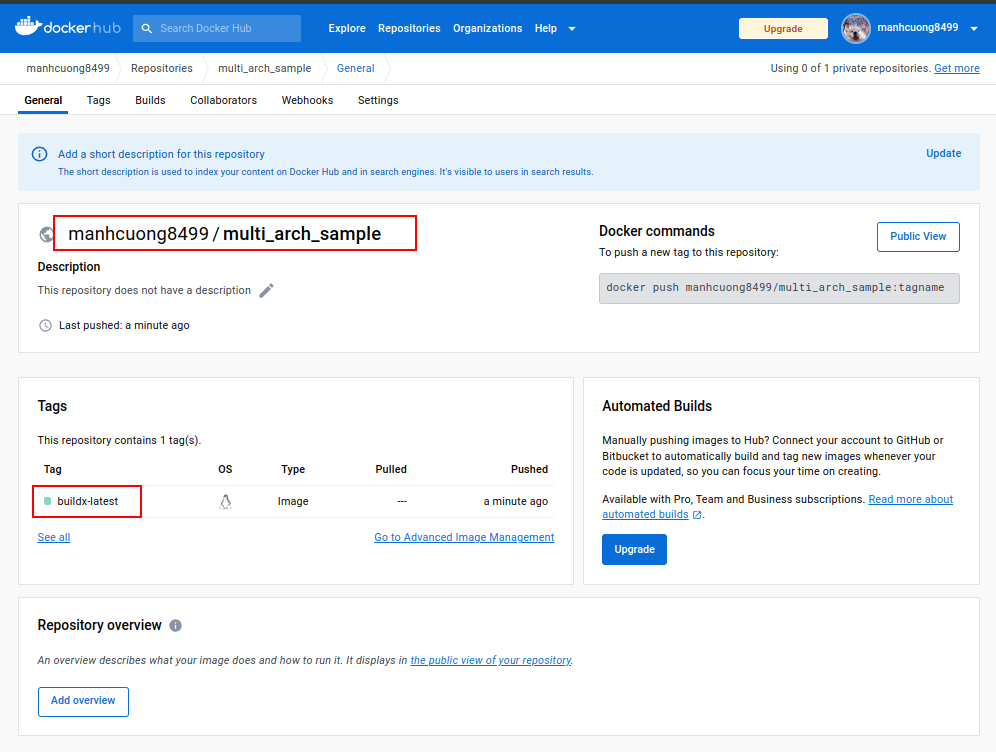 dockerhub
Search Docker Hub
Explore Repositories Organizations Help
Upgrade
manhcuong8499
manhcuong8499 Repositories multi_arch_sample General
Using 0 of 1 private repositories. Get more
General Tags Builds Collaborators Webhooks Settings
Add a short description for this repository
Update
The short description is used to index your content on Docker Hub and in search engines. It's visible to users in search results.
manhcuong8499 / multi_arch_sample
Description
This repository does not have a description
Last pushed: a minute ago
Docker commands
Public View
To push a new tag to this repository:
docker push manhcuong8499/multi_arch_sample:tagname
Tags
This repository contains 1 tag(s).
Tag OS Type Pulled Pushed
buildx-latest Image --- a minute ago
See all
Go to Advanced Image Management
Automated Builds
Manually pushing images to Hub? Connect your account to GitHub or
Bitbucket to automatically build and tag new images whenever your
code is updated, so you can focus your time on creating.
Available with Pro, Team and Business subscriptions. Read more about
automated builds.
Upgrade
Repository overview
An overview describes what your image does and how to run it. It displays in the public view of your repository.
Add overview